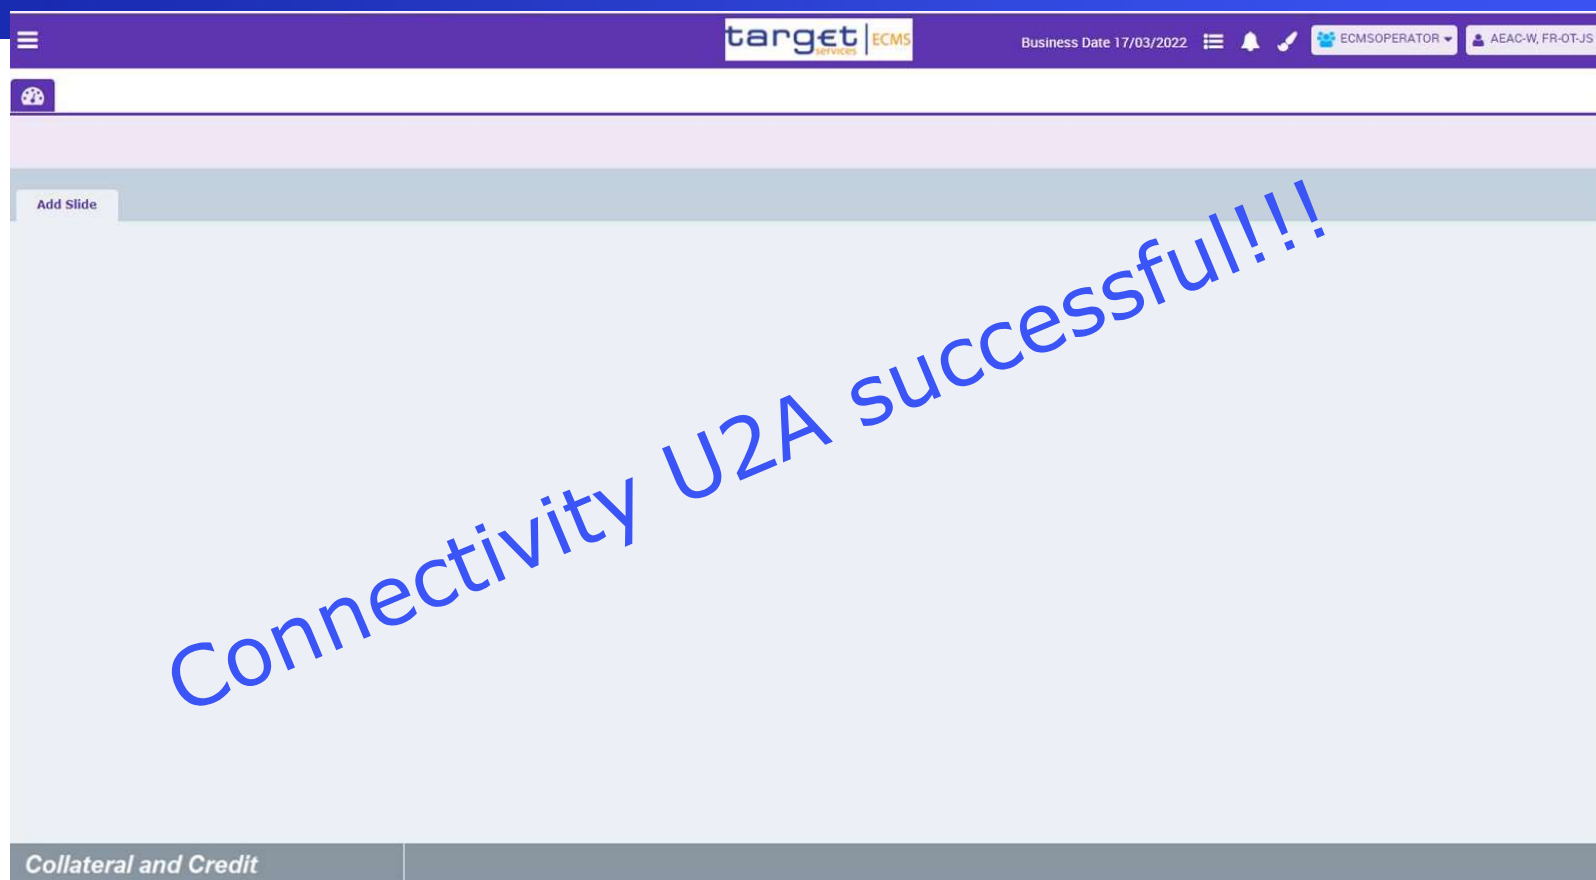 target services ECMS
Business Date 17/03/2022 ECMSOPERATOR AEAC-W, FR-OT-JS
Add Slide
Connectivity U2A successful!!!
Collateral and Credit